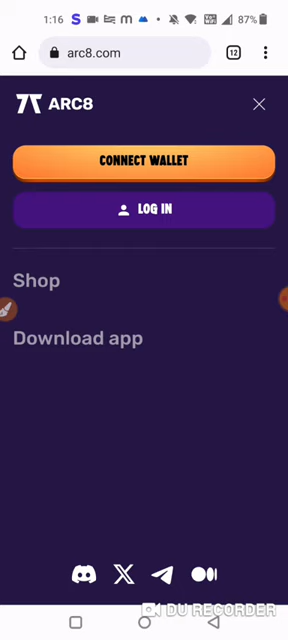 1:16
87%
arc8.com
12
ARC8
CONNECT WALLET
LOG IN
Shop
Download app
DU RECORDER